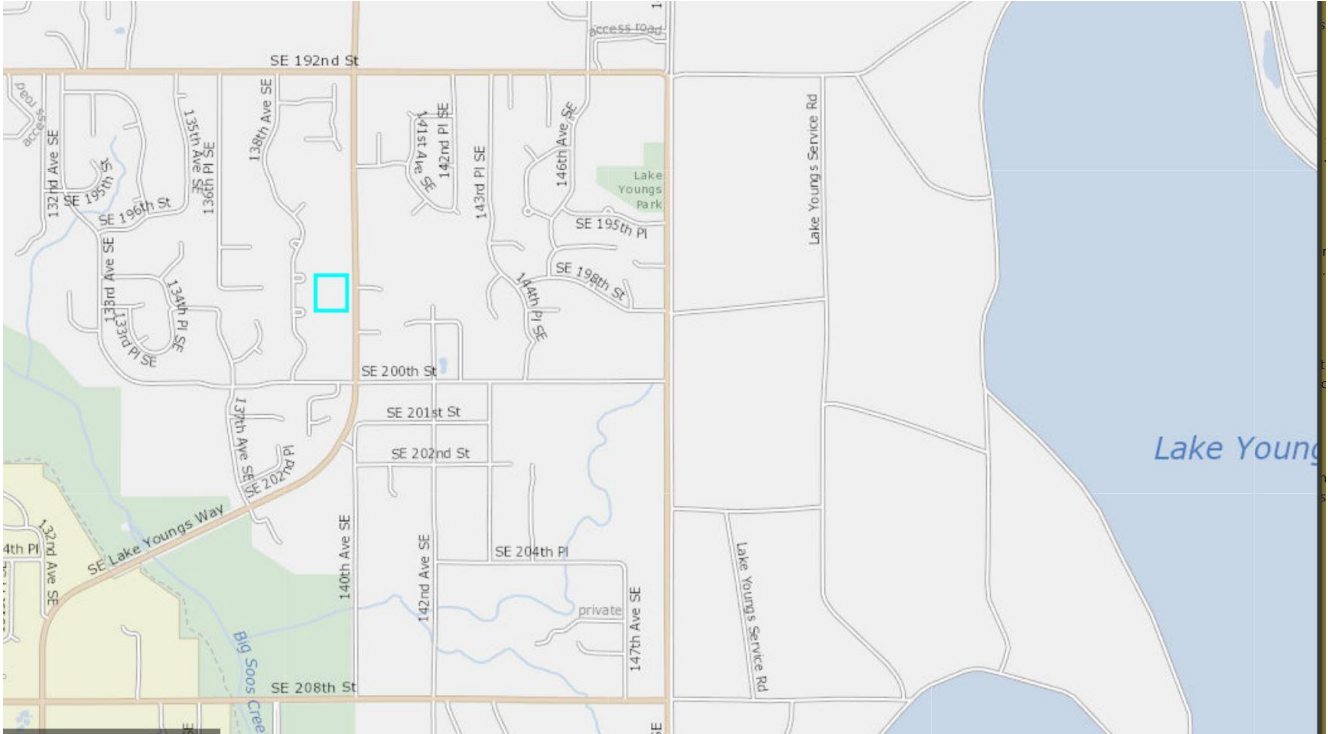 access road
SE 192nd St
access road
132nd Ave SE
SE 195th St
SE 196th St
135th Ave SE
136th Pl SE
138th Ave SE
141st Ave SE
142nd Pl SE
143rd Pl SE
146th Ave SE
Lake
Youngs
Park
SE 195th Pl
Lake Youngs Service Rd
133rd Ave SE
133rd Pl SE
134th Pl SE
144th Pl SE
SE 198th St
SE 200th St
SE 201st St
SE 202nd St
137th Ave SE
SE 202nd Pl
Lake Young
SE Lake Youngs Way
132nd Ave SE
4th Pl
140th Ave SE
142nd Ave SE
SE 204th Pl
private
147th Ave SE
Lake Youngs Service Rd
Big Soos Cree
SE 208th St
SE
SE
SE